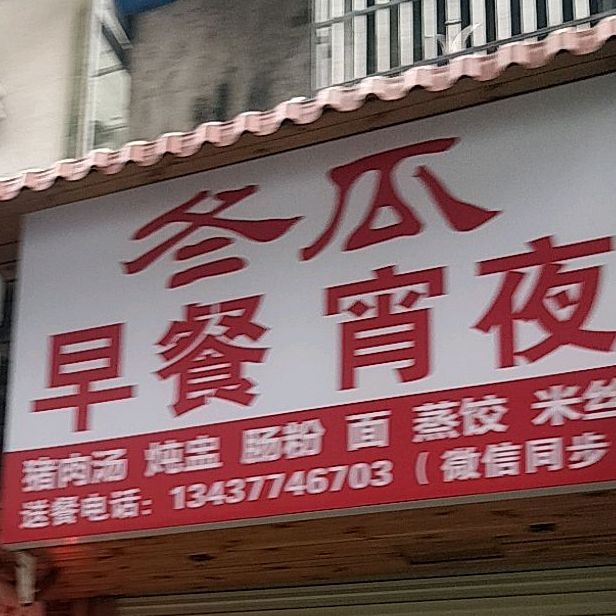 冬瓜
早餐 宵夜
猪肉汤 炖盅 肠粉 面 蒸饺 米丝
送餐电话：13437746703（微信同步